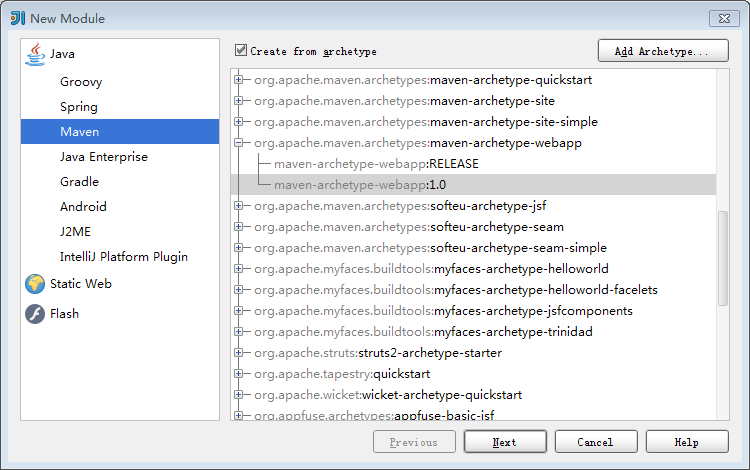 New Module
Java
Groovy
Spring
Maven
Java Enterprise
Gradle
Android
J2ME
IntelliJ Platform Plugin
Static Web
Flash
Create from archetype
Add Archetype...
org.apache.maven.archetypes:maven-archetype-quickstart
org.apache.maven.archetypes:maven-archetype-site
org.apache.maven.archetypes:maven-archetype-site-simple
org.apache.maven.archetypes:maven-archetype-webapp
maven-archetype-webapp:RELEASE
maven-archetype-webapp:1.0
org.apache.maven.archetypes:softeu-archetype-jsf
org.apache.maven.archetypes:softeu-archetype-seam
org.apache.maven.archetypes:softeu-archetype-seam-simple
org.apache.myfaces.buildtools:myfaces-archetype-helloworld
org.apache.myfaces.buildtools:myfaces-archetype-helloworld-facelets
org.apache.myfaces.buildtools:myfaces-archetype-jsfcomponents
org.apache.myfaces.buildtools:myfaces-archetype-trinidad
org.apache.struts:struts2-archetype-starter
org.apache.tapestry:quickstart
org.apache.wicket:wicket-archetype-quickstart
org.appfuse.archetypes:appfuse-basic-jsf
Previous
Next
Cancel
Help